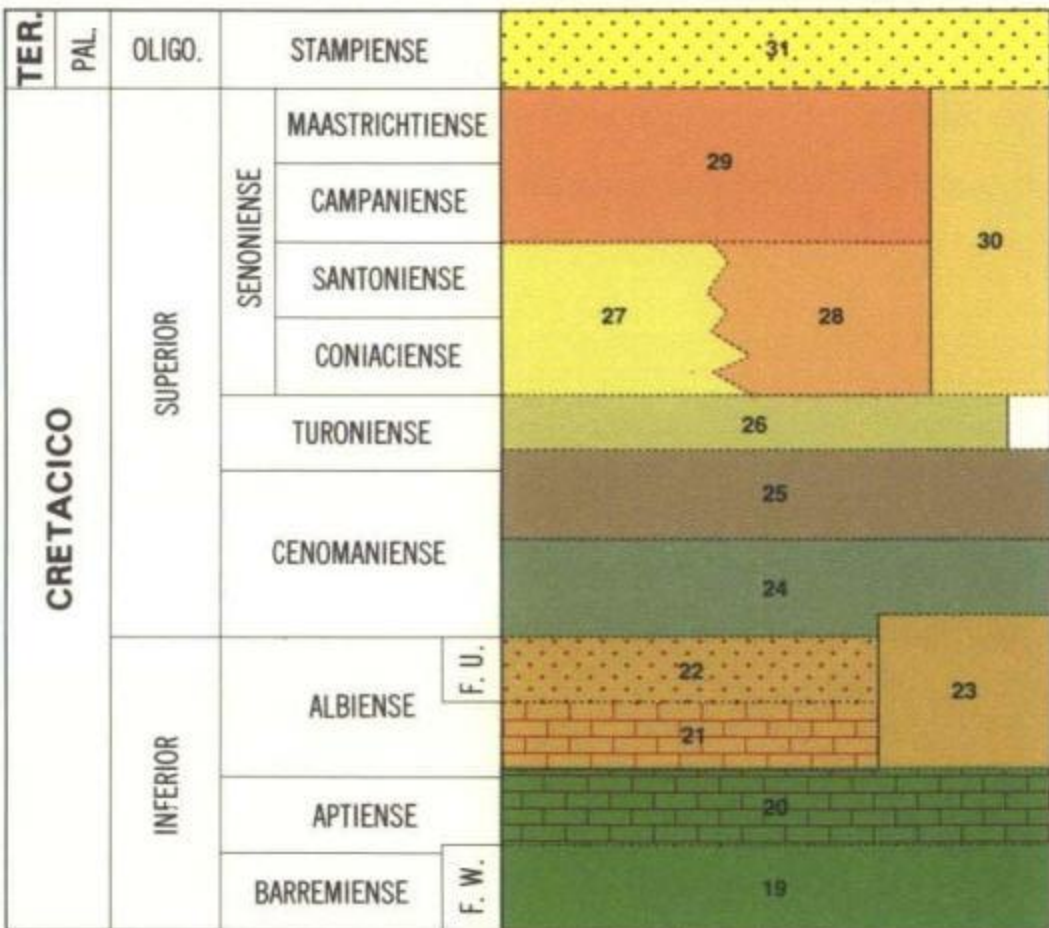 TER.
PAL.
OLIGO.
STAMPIENSE
31
CRETACICO
SUPERIOR
SENONIENSE
MAASTRICHTIENSE
29
30
CAMPANIENSE
SANTONIENSE
27
28
CONIACIENSE
TURONIENSE
26
25
CENOMANIENSE
24
INFERIOR
ALBIENSE
F. U.
22
23
21
APTIENSE
20
BARREMIENSE
F. W.
19